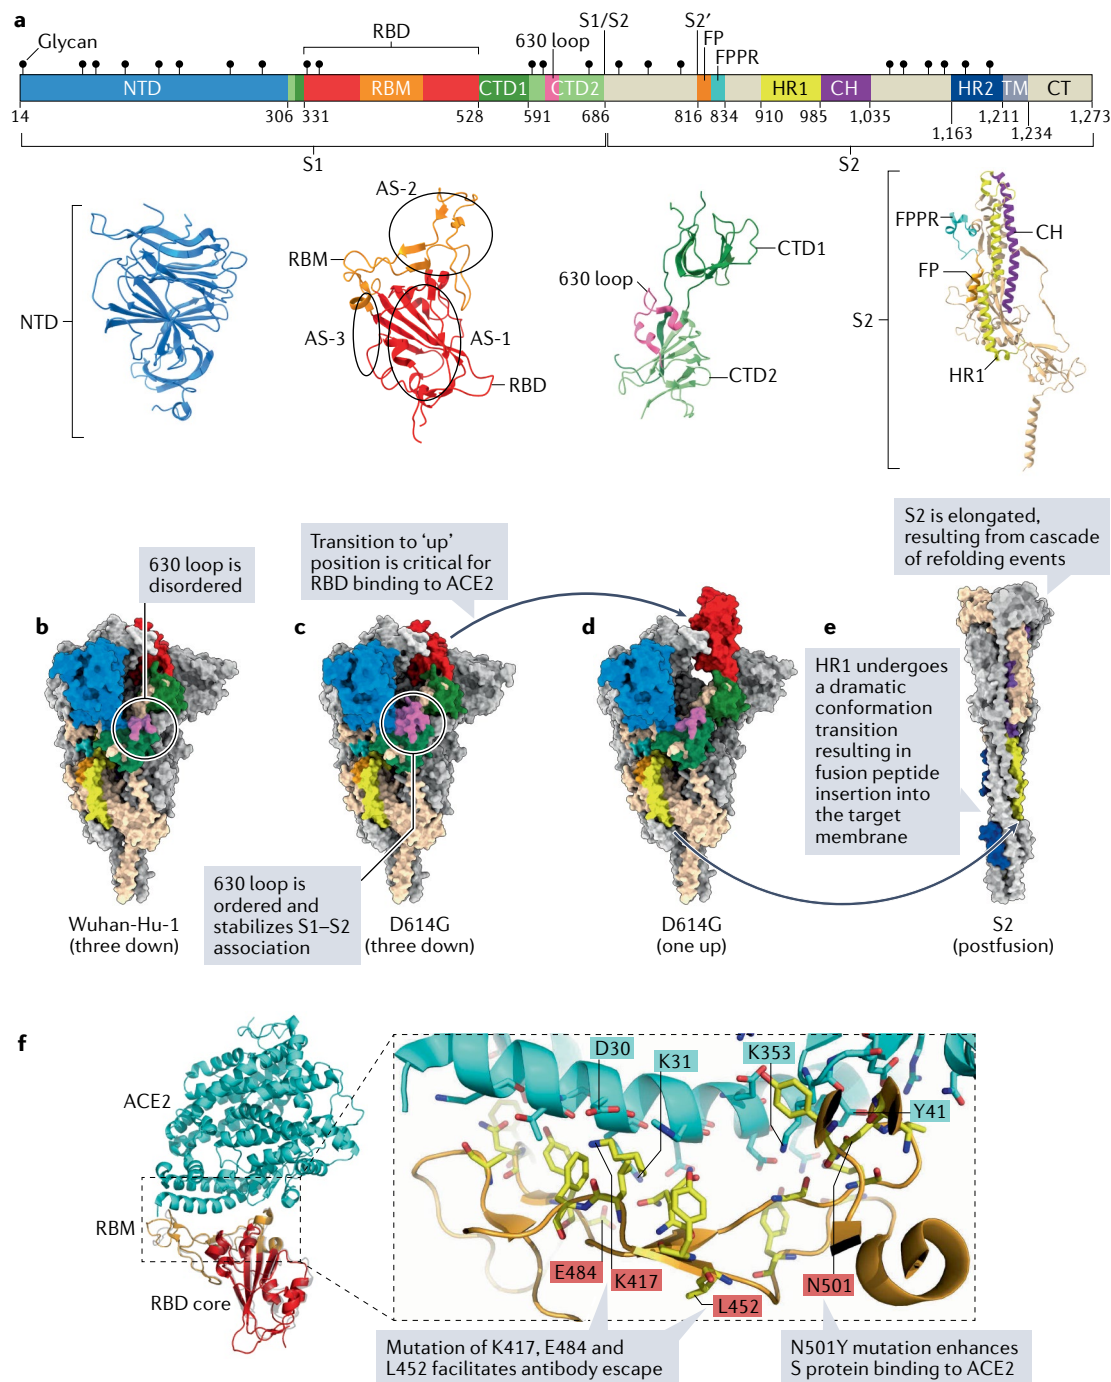 a
Glycan
RBD
S1/S2
630 loop
S2′
FP
FPPR
NTD
RBM
CTD1
CTD2
HR1
CH
HR2
TM
CT
14
306
331
528
591
686
816
834
910
985
1,035
1,163
1,211
1,234
1,273
S1
S2
NTD
AS-2
RBM
AS-3
AS-1
RBD
630 loop
CTD1
CTD2
S2
FPPR
CH
FP
HR1
630 loop is
disordered
Transition to ‘up’
position is critical for
RBD binding to ACE2
S2 is elongated,
resulting from cascade
of refolding events
b
c
d
e
HR1 undergoes
a dramatic
conformation
transition
resulting in
fusion peptide
insertion into
the target
membrane
630 loop is
ordered and
stabilizes S1–S2
association
Wuhan-Hu-1
(three down)
D614G
(three down)
D614G
(one up)
S2
(postfusion)
f
ACE2
RBM
RBD core
D30
K31
K353
Y41
E484
K417
L452
N501
Mutation of K417, E484 and
L452 facilitates antibody escape
N501Y mutation enhances
S protein binding to ACE2